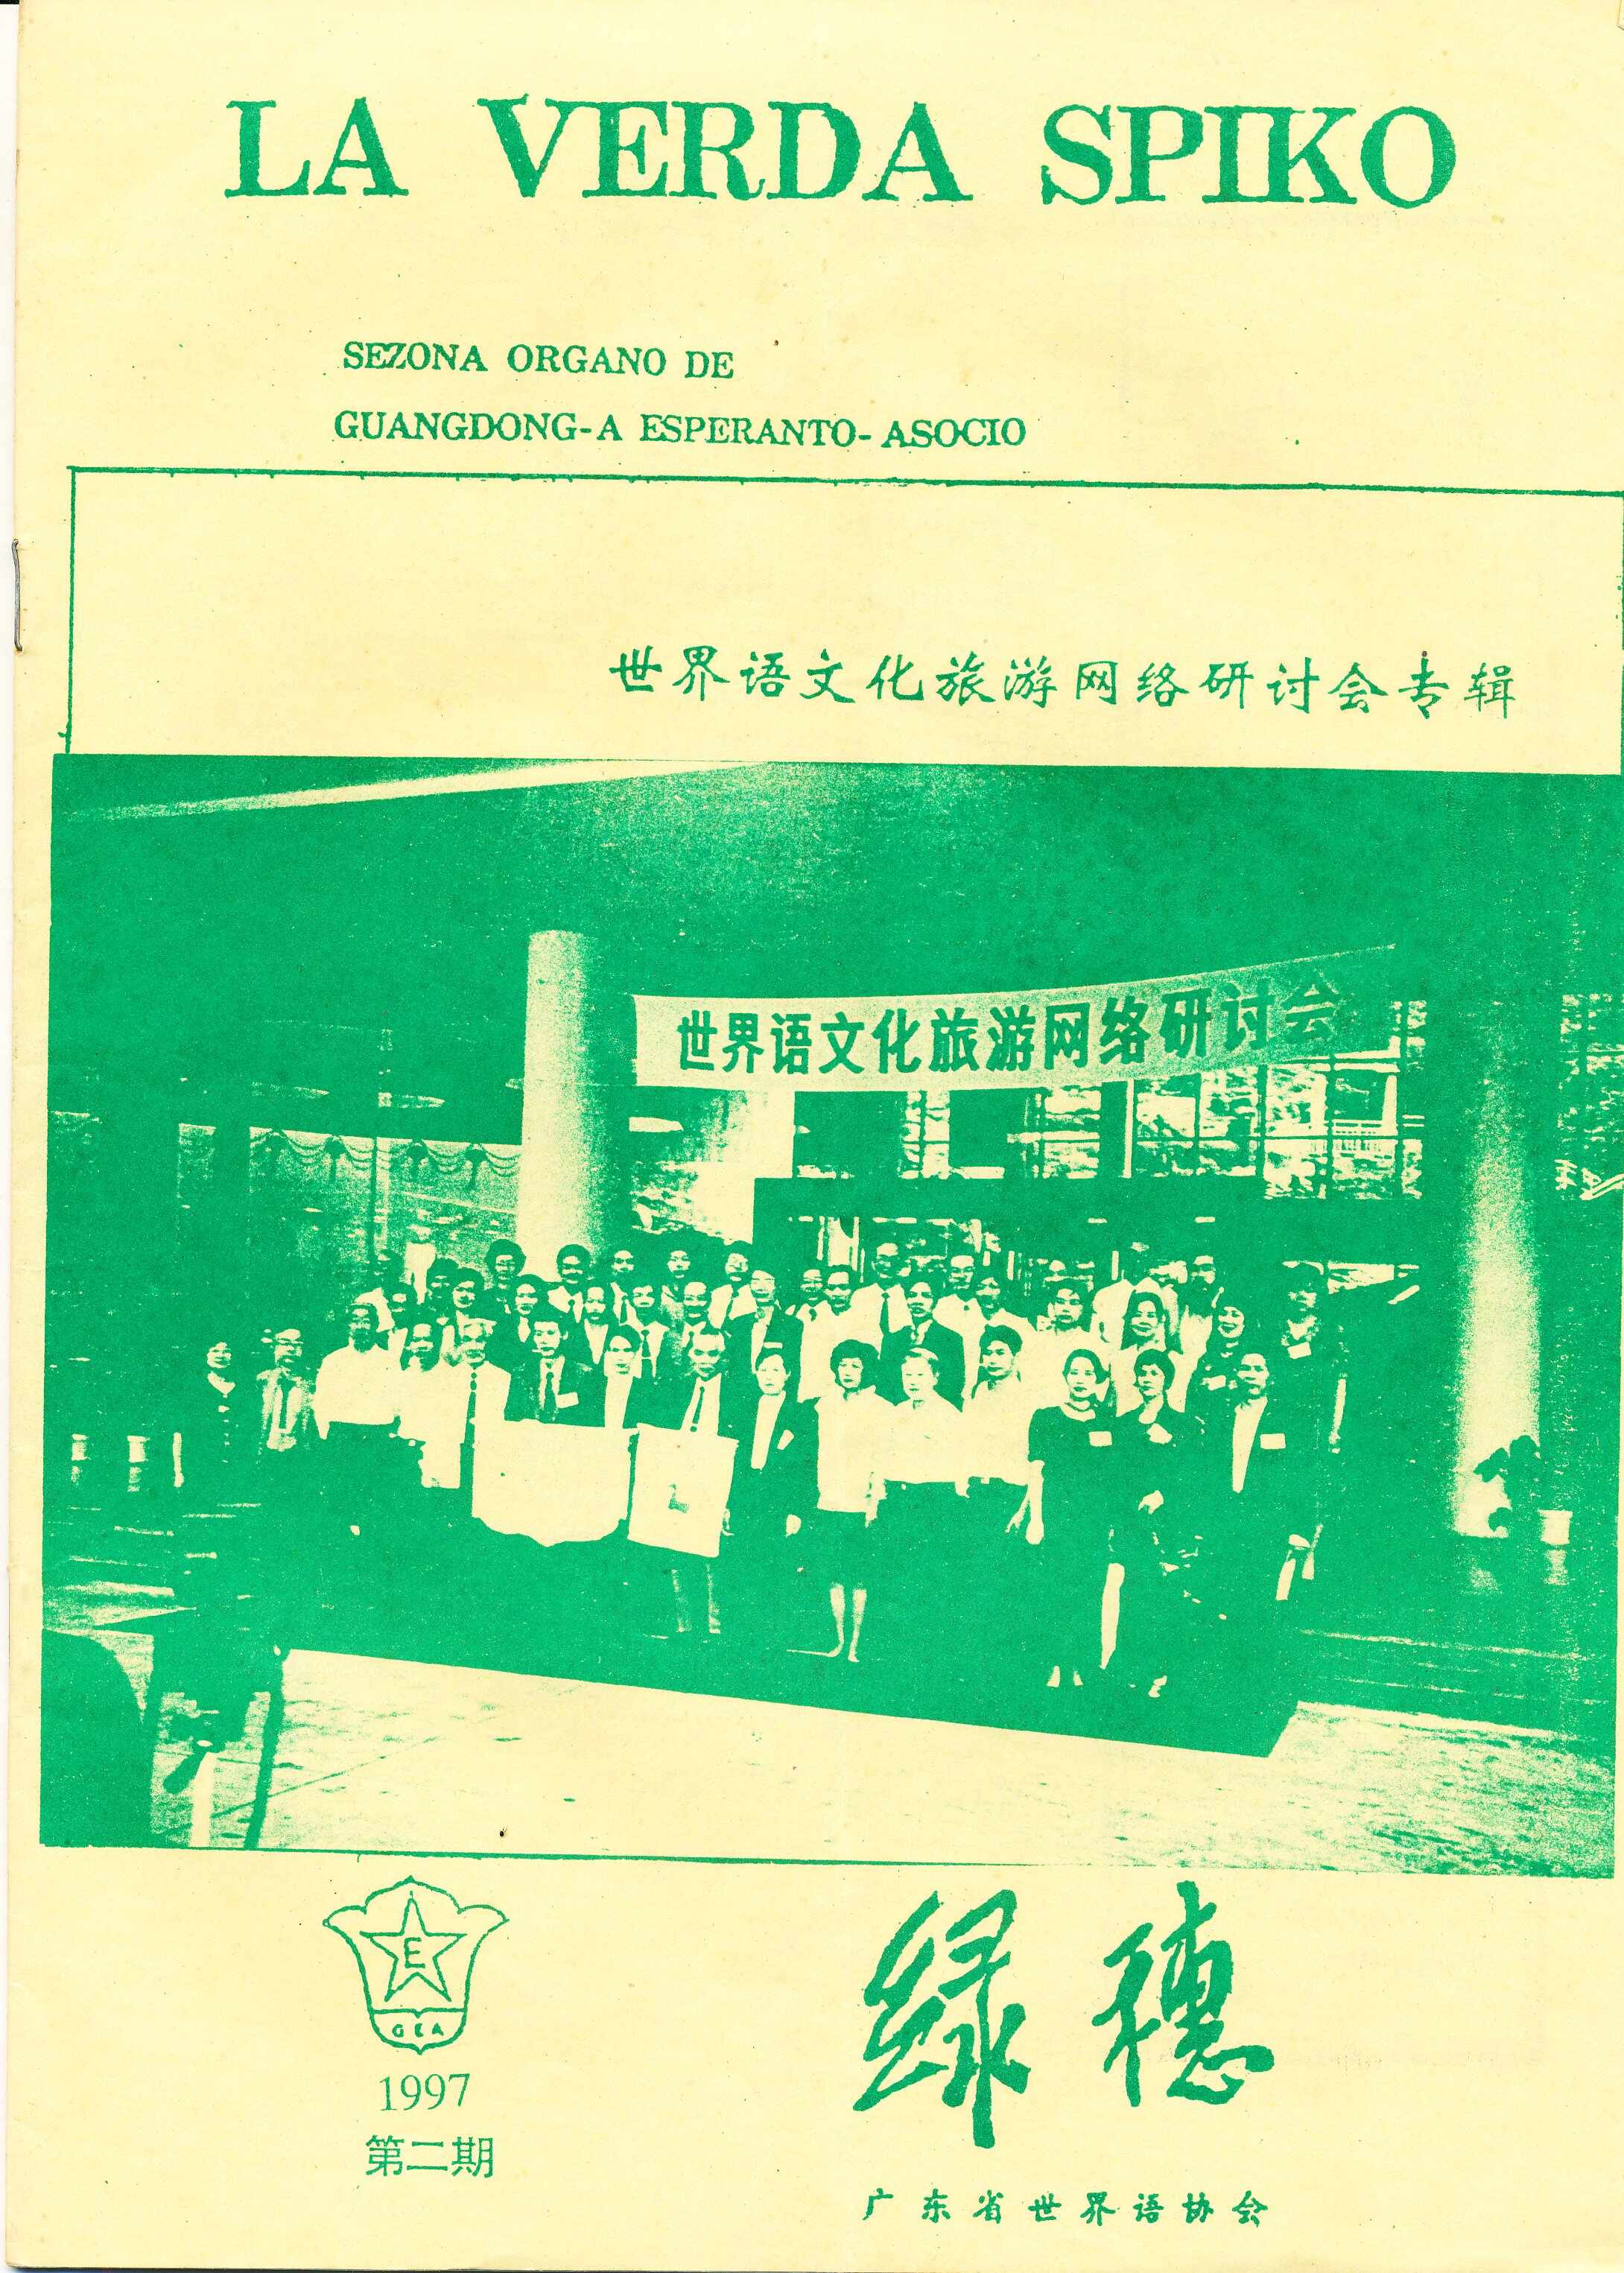 LA VERDA SPIKO
SEZONA ORGANO DE
GUANGDONG-A ESPERANTO-ASOCIO
世界语文化旅游网络研讨会专辑
世界语文化旅游网络研讨会
E
GEA
1997
第二期
绿穗
广东省世界语协会